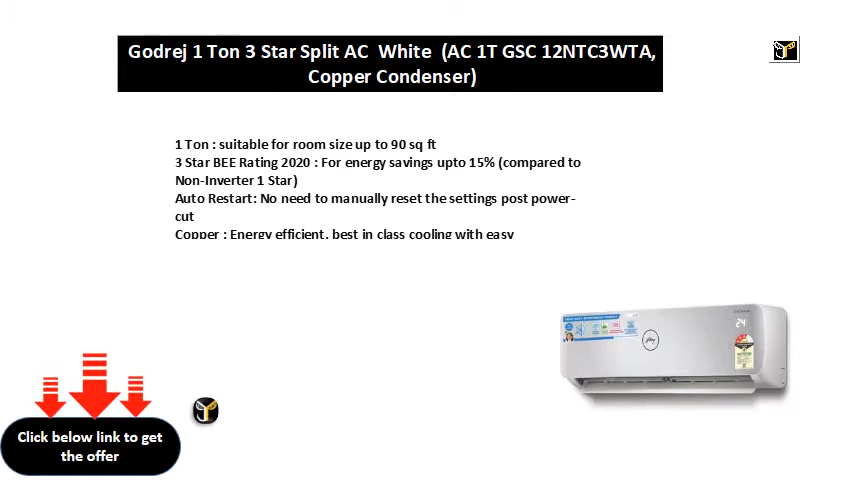 Godrej 1 Ton 3 Star Split AC White (AC 1T GSC 12NTC3WTA,
Copper Condenser)
1 Ton : suitable for room size up to 90 sq ft
3 Star BEE Rating 2020 : For energy savings upto 15% (compared to
Non-Inverter 1 Star)
Auto Restart: No need to manually reset the settings post power-
cut
Copper : Energy efficient, best in class cooling with easy
24
Click below link to get
the offer